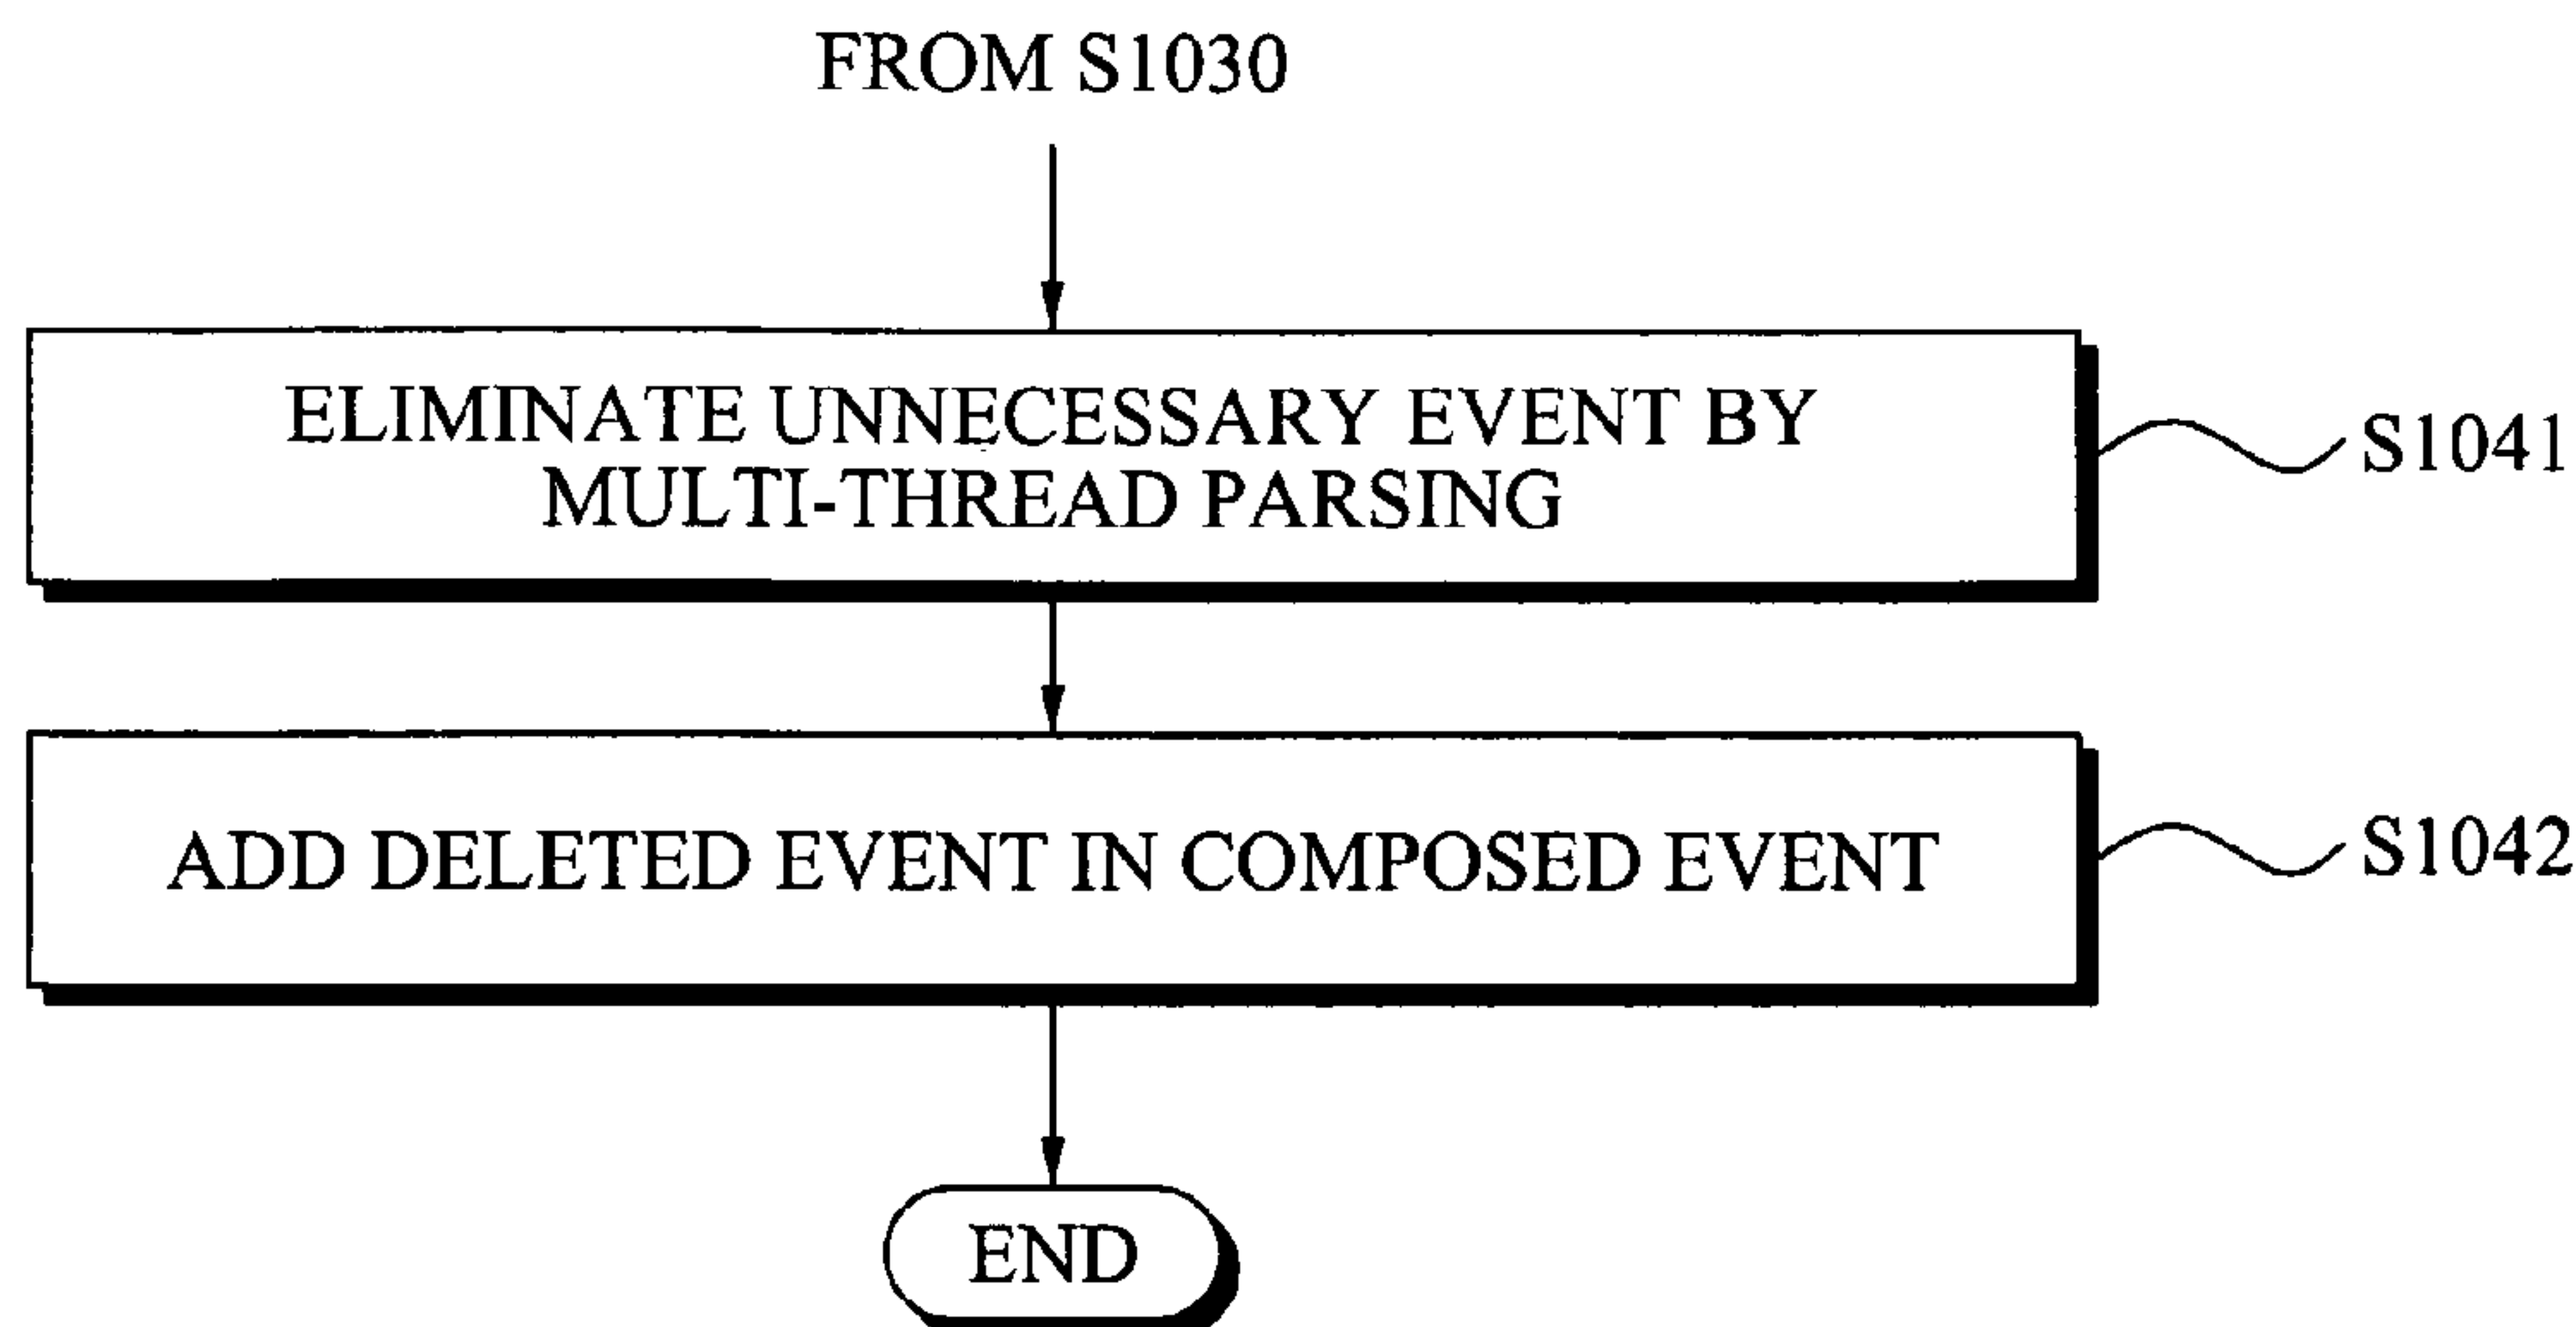 FROM S1030
ELIMINATE UNNECESSARY EVENT BY
MULTI-THREAD PARSING
S1041
ADD DELETED EVENT IN COMPOSED EVENT
S1042
END